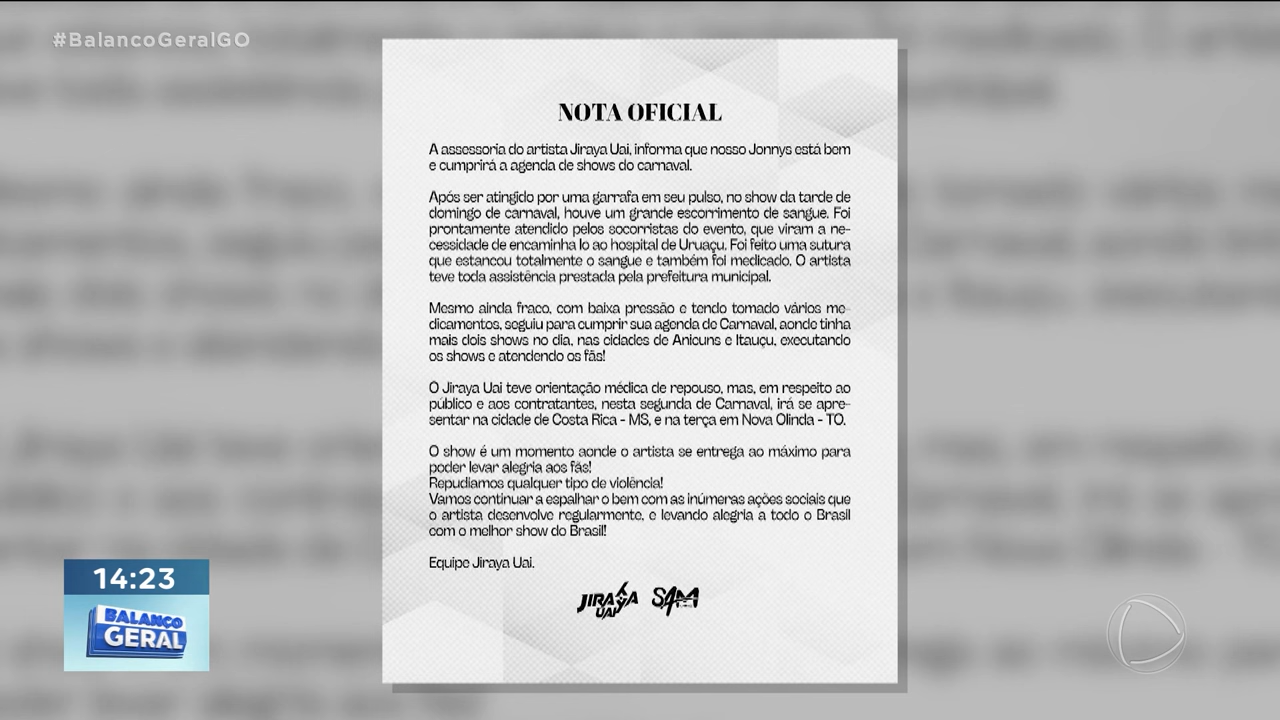 #BalancoGeralGO
NOTA OFICIAL
A assessoria do artista Jiraya Uai, informa que nosso Jonnys está bem
e cumprirá a agenda de shows do carnaval.
Após ser atingido por uma garrafa em seu pulso, no show da tarde de
domingo de carnaval, houve um grande escorrimento de sangue. Foi
prontamente atendido pelos socorristas do evento, que viram a ne-
cessidade de encaminha lo ao hospital de Uruaçu. Foi feito uma sutura
que estancou totalmente o sangue e também foi medicado. O artista
teve toda assistência prestada pela prefeitura municipal.
Mesmo ainda fraco, com baixa pressão e tendo tomado vários me-
dicamentos, seguiu para cumprir sua agenda de Carnaval, aonde tinha
mais dois shows no dia, nas cidades de Anicuns e Itauçu, executando
os shows e atendendo os fãs!
O Jiraya Uai teve orientação médica de repouso, mas, em respeito ao
público e aos contratantes, nesta segunda de Carnaval, irá se apre-
sentar na cidade de Costa Rica - MS, e na terça em Nova Olinda - TO.
O show é um momento aonde o artista se entrega ao máximo para
poder levar alegria aos fãs!
Repudiamos qualquer tipo de violência!
Vamos continuar a espalhar o bem com as inúmeras ações sociais que
o artista desenvolve regularmente, e levando alegria a todo o Brasil
com o melhor show do Brasil!
Equipe Jiraya Uai.
JIRAYA
UAI
SAM
14:23
BALANÇO
GERAL